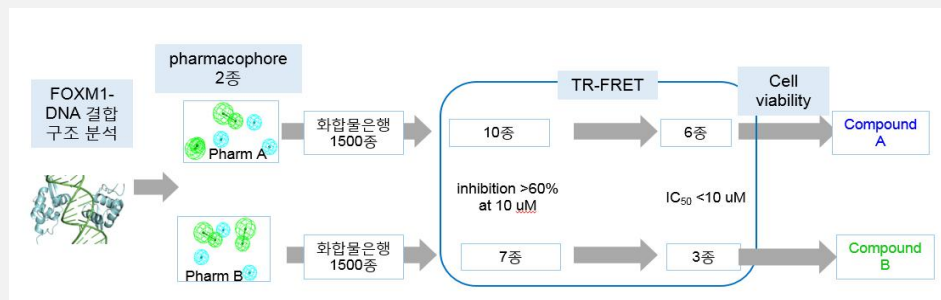 FOXM1-
DNA 결합
구조 분석
pharmacophore
2종
Pharm A
화합물은행
1500종
TR-FRET
10종
6종
Cell
viability
Compound
A
inhibition >60%
at 10 uM
IC50 <10 uM
Pharm B
화합물은행
1500종
7종
3종
Compound
B